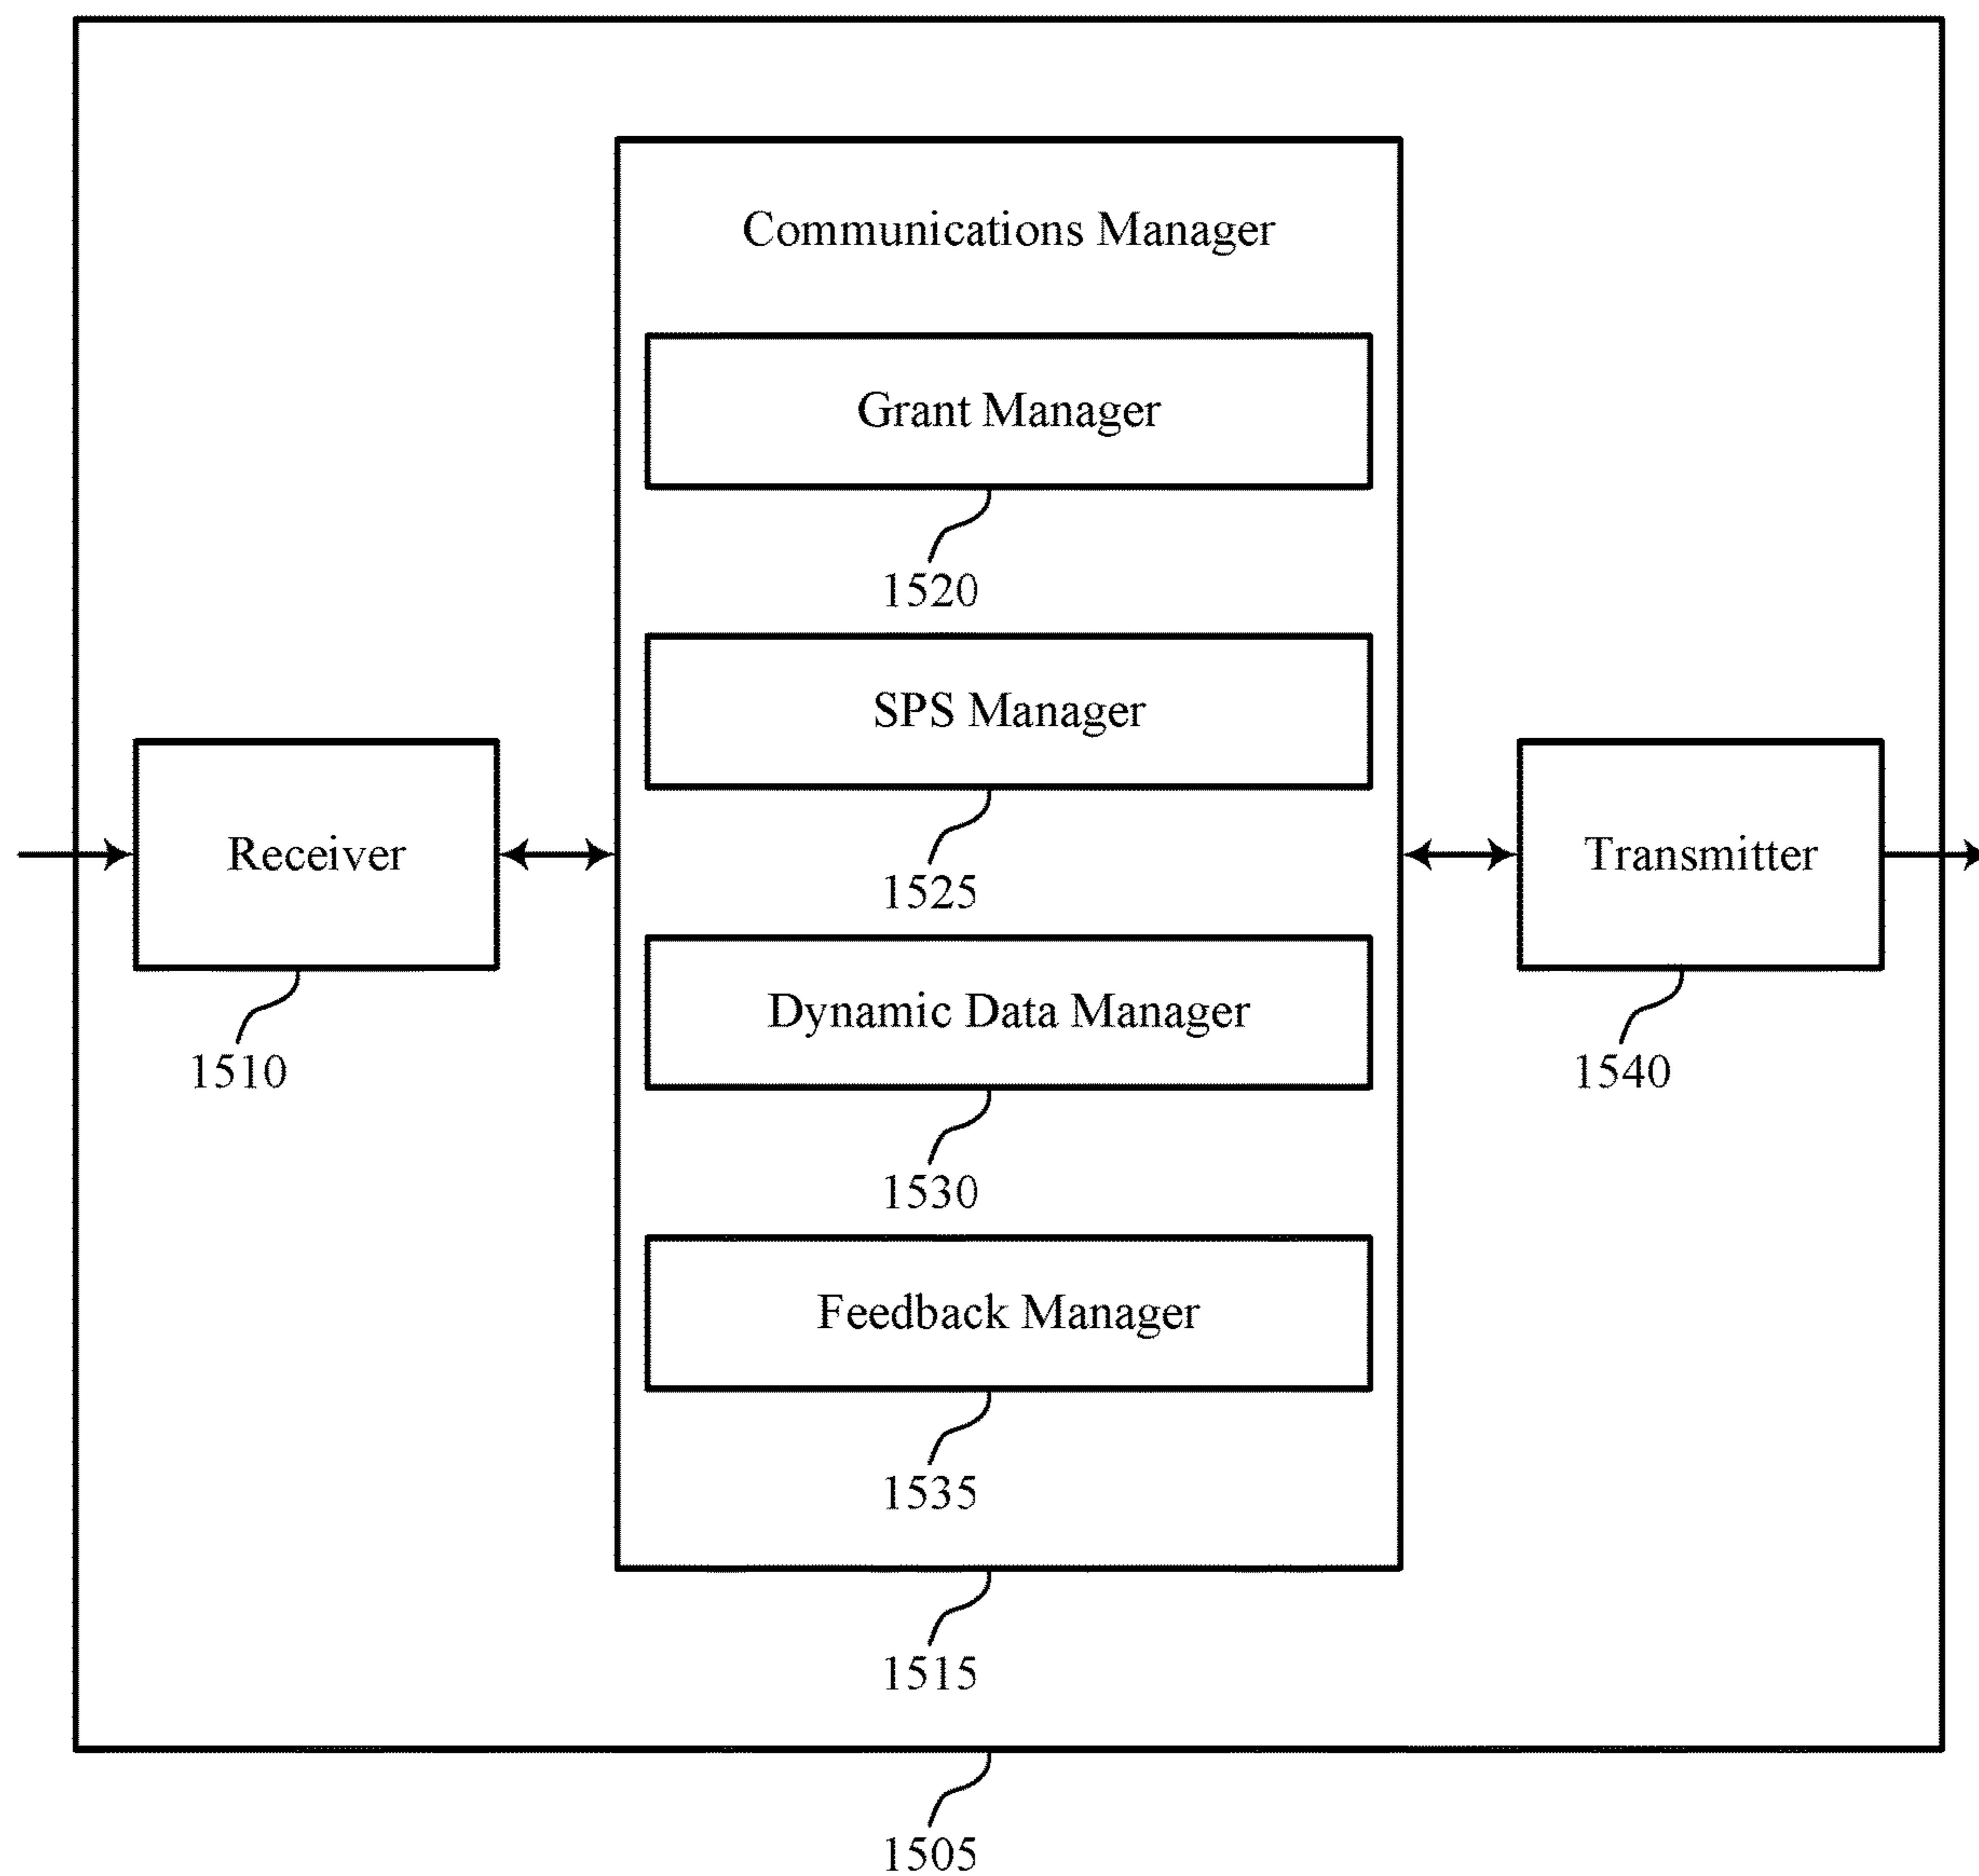 Communications Manager
Grant Manager
1520
SPS Manager
1525
Receiver
1510
Transmitter
1540
Dynamic Data Manager
1530
Feedback Manager
1535
1515
1505